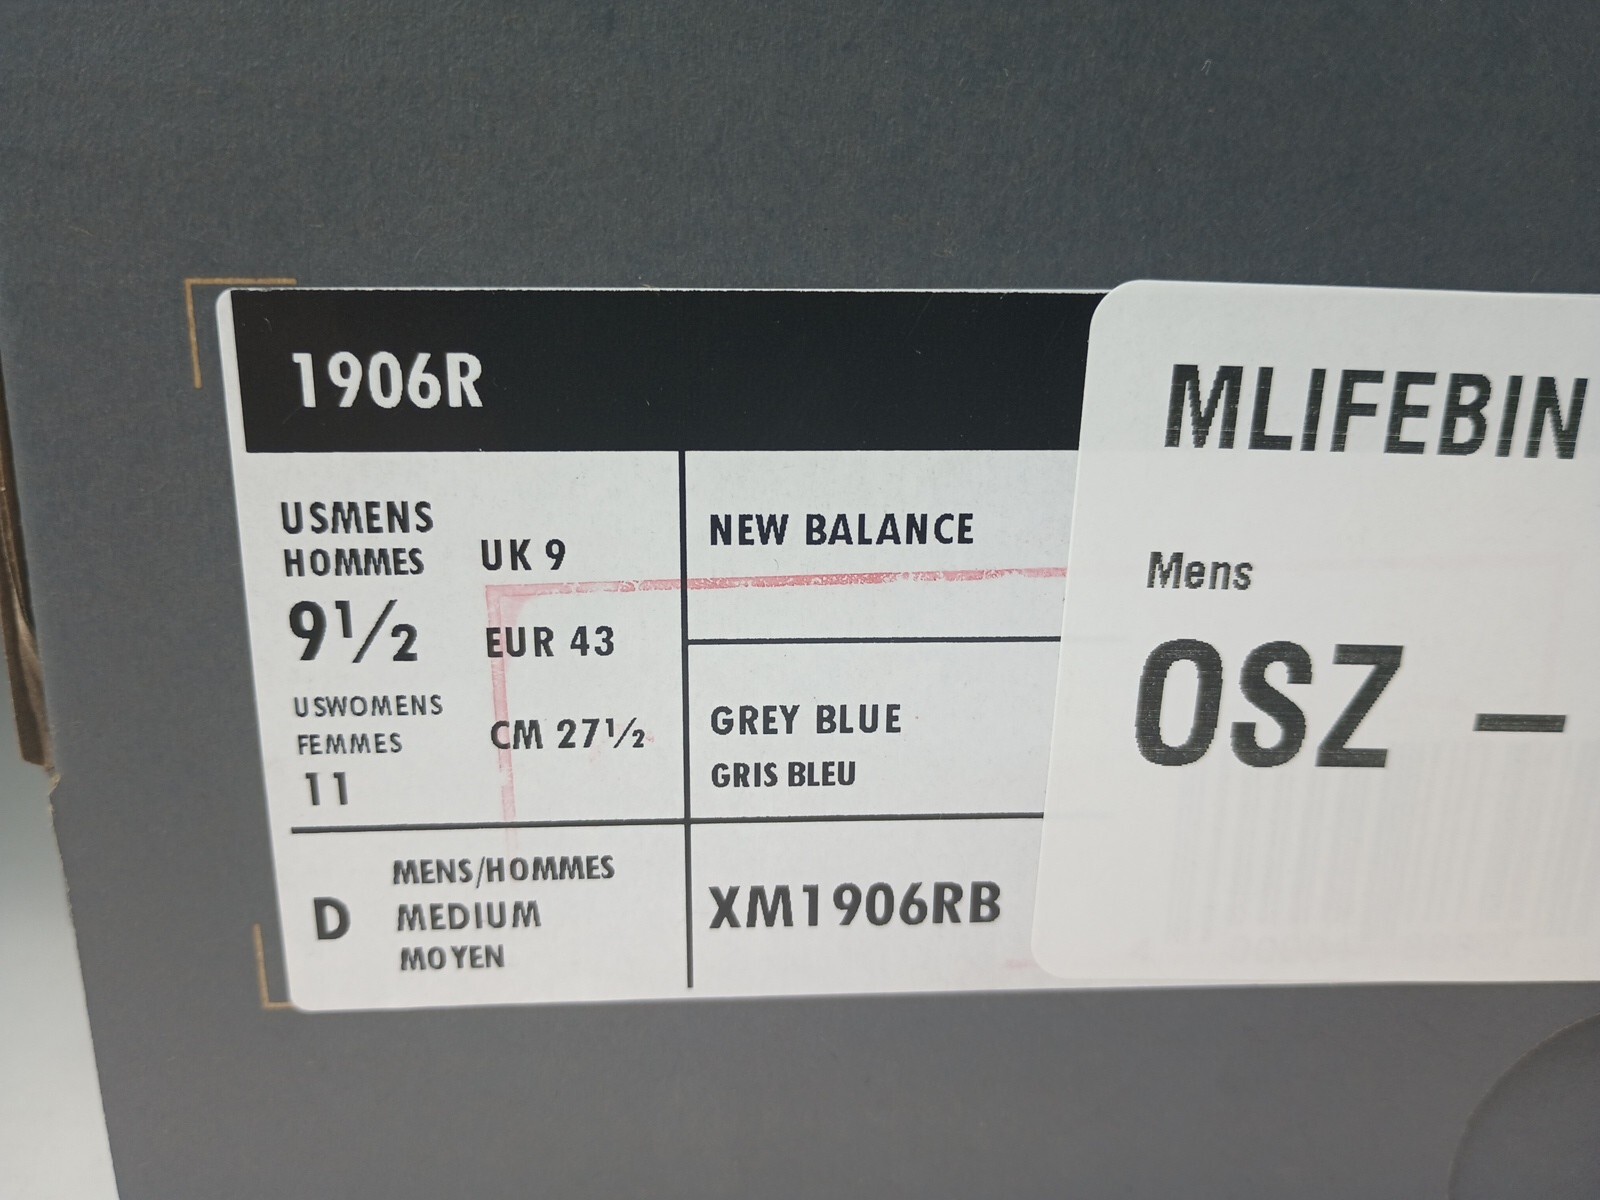 1906R
USMENS
HOMMES
9½
USWOMENS
FEMMES
11
UK 9
EUR 43
CM 27½
NEW BALANCE
GREY BLUE
GRIS BLEU
D
MENS/HOMMES
MEDIUM
MOYEN
XM1906RB
MLIFEBIN
Mens
OSZ –